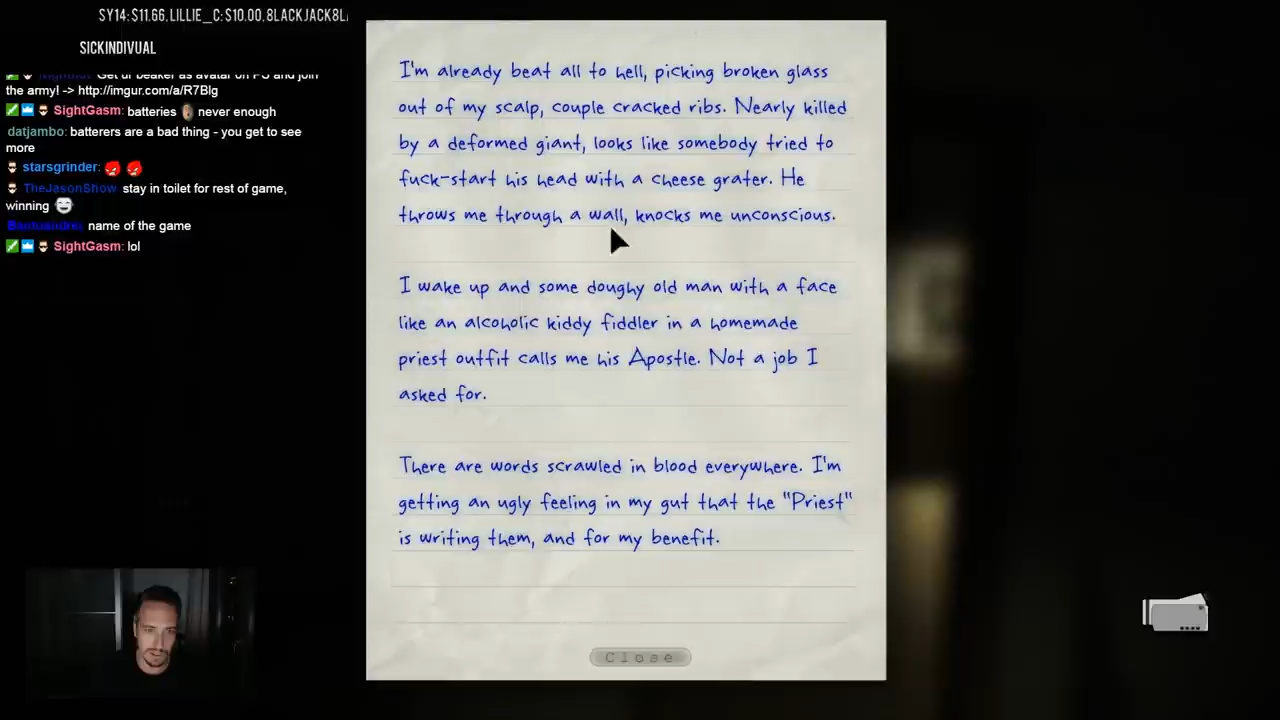 SY14: $11.66, LILLIE_C: $10.00, 8LACKJACK8L
SICKINDIVUAL
Get ur beaker as avatar on PS and join
the army! -> http://imgur.com/a/R7Blg
SightGasm: batteries never enough
datjambo: batterers are a bad thing - you get to see
more
starsgrinder:
TheJasonShow stay in toilet for rest of game,
winning
name of the game
SightGasm: lol
I'm already beat all to hell, picking broken glass
out of my scalp, couple cracked ribs. Nearly killed
by a deformed giant, looks like somebody tried to
fuck-start his head with a cheese grater. He
throws me through a wall, knocks me unconscious.
I wake up and some doughy old man with a face
like an alcoholic kiddy fiddler in a homemade
priest outfit calls me his Apostle. Not a job I
asked for.
There are words scrawled in blood everywhere. I'm
getting an ugly feeling in my gut that the "Priest"
is writing them, and for my benefit.
Close